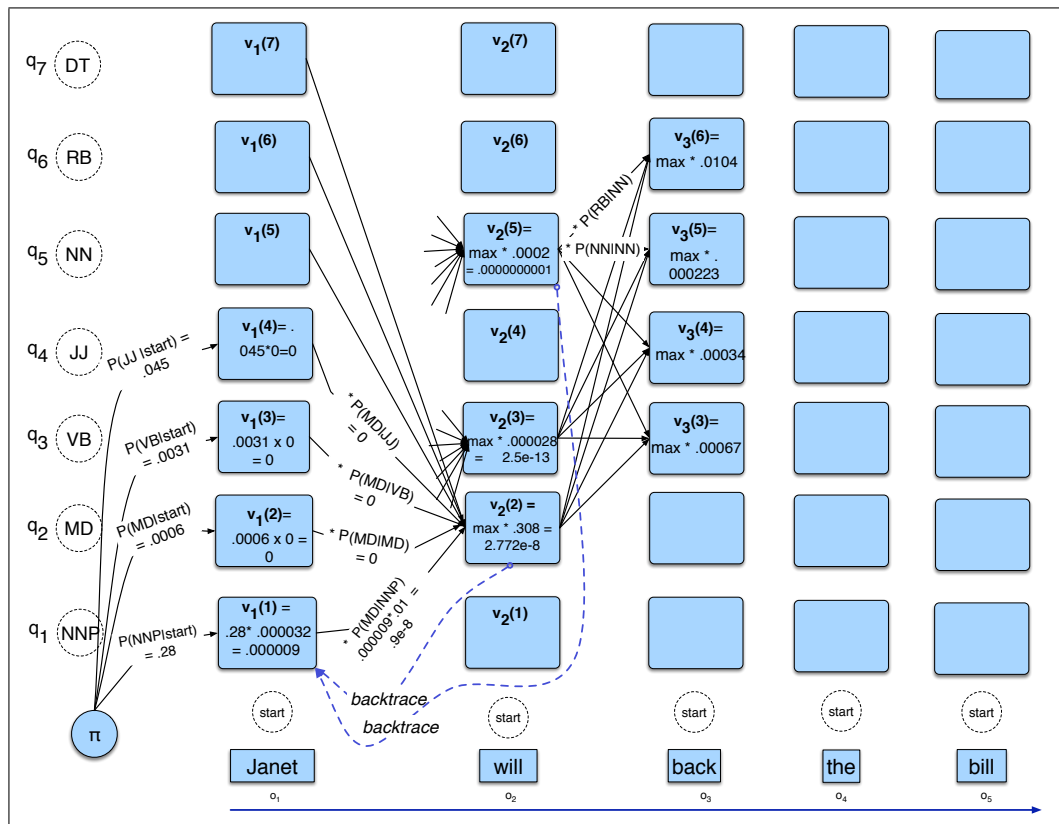 q7 DT
v1(7)
v2(7)
q6 RB
v1(6)
v2(6)
v3(6)=
max * .0104
* P(RB|NN)
q5 NN
v1(5)
v2(5)=
max * .0002
= .0000000001
* P(NN|NN)
v3(5)=
max * .
000223
q4 JJ
P(JJ |start) =
.045
v1(4)= .
045*0=0
* P(MD|JJ)
= 0
v2(4)
v3(4)=
max * .00034
q3 VB
P(VB|start)
= .0031
v1(3)=
.0031 x 0
= 0
* P(MD|VB)
= 0
v2(3)=
max * .000028
= 2.5e-13
v3(3)=
max * .00067
q2 MD
P(MD|start)
= .0006
v1(2)=
.0006 x 0 =
0
* P(MD|MD)
= 0
v2(2) =
max * .308 =
2.772e-8
q1 NNP
P(NNP|start)
= .28
v1(1) =
.28* .000032
= .000009
* P(MD|NNP)
.000009*.01 =
.9e-8
v2(1)
backtrace
backtrace
π
start
start
start
start
start
Janet
will
back
the
bill
o1
o2
o3
o4
o5